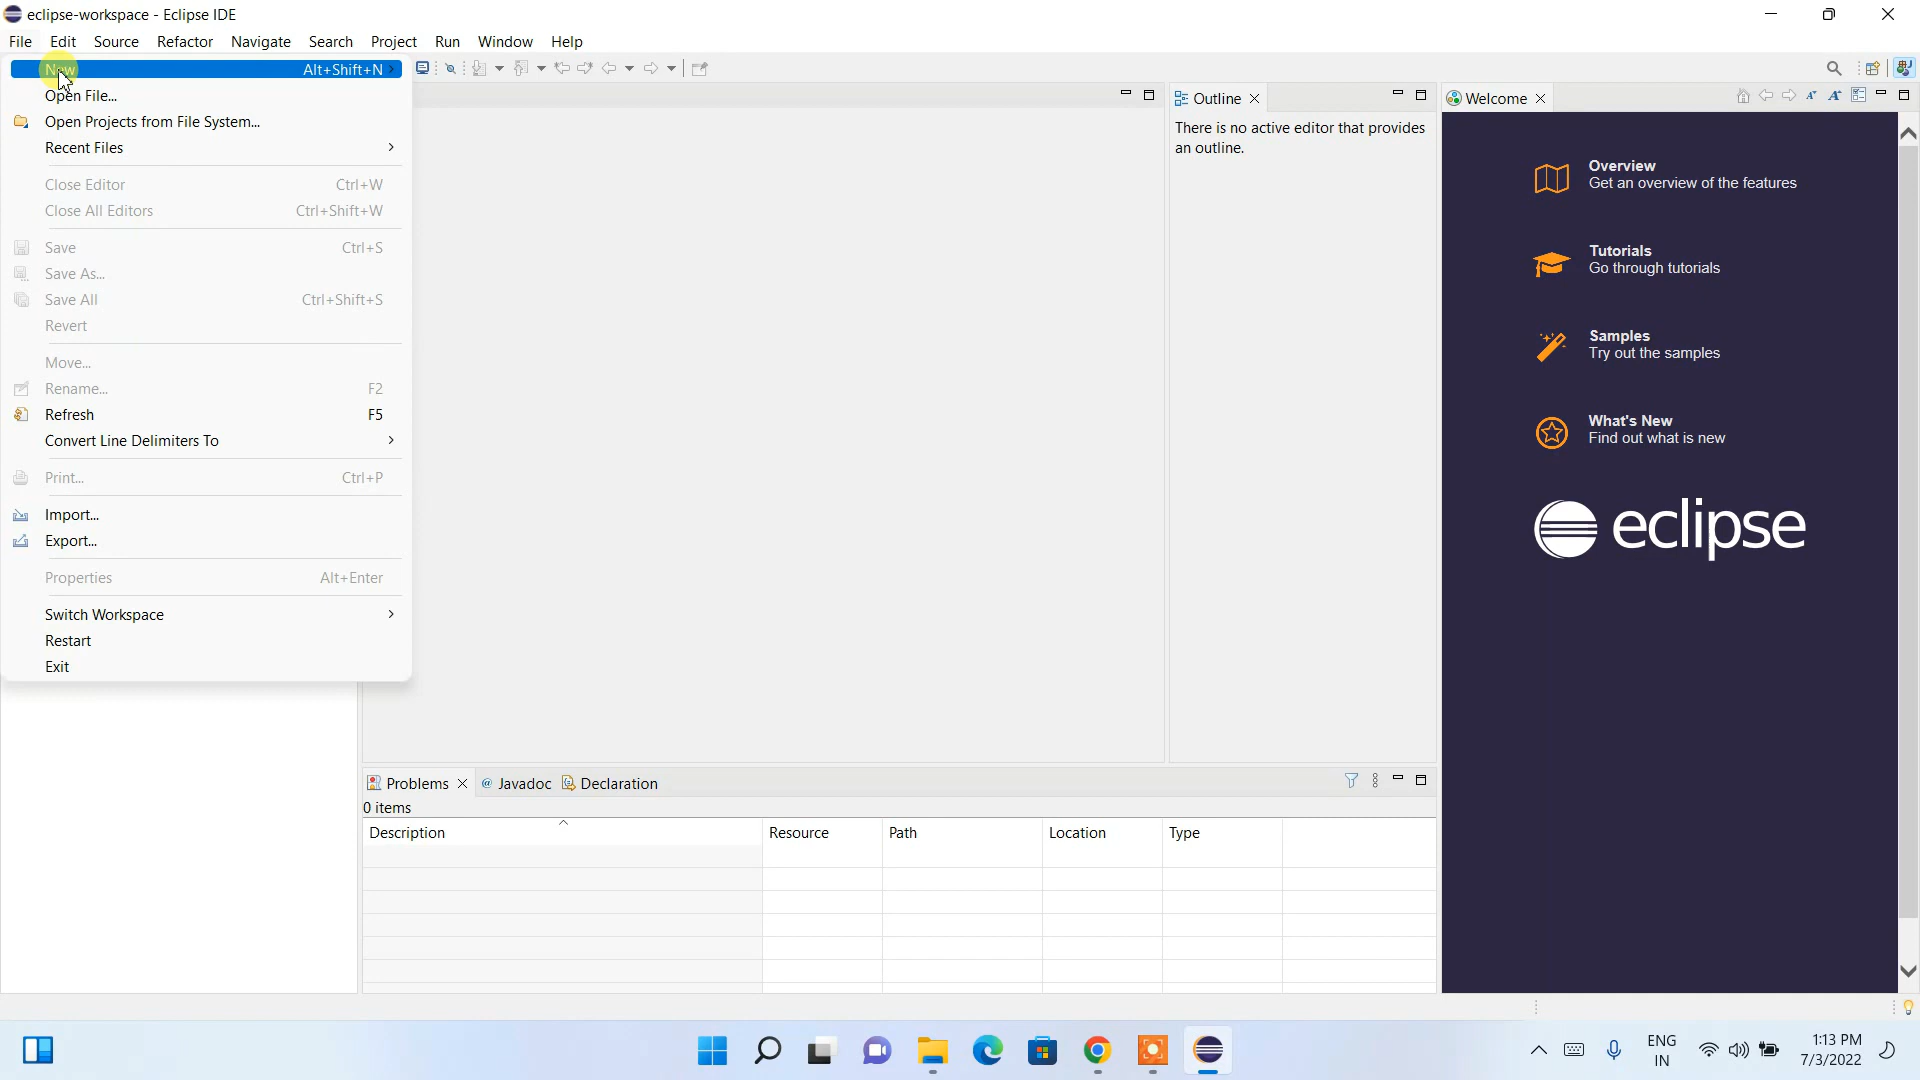 eclipse-workspace - Eclipse IDE
File Edit Source Refactor Navigate Search Project Run Window Help
New Alt+Shift+N
Open File...
Open Projects from File System...
Recent Files
Close Editor Ctrl+W
Close All Editors Ctrl+Shift+W
Save Ctrl+S
Save As...
Save All Ctrl+Shift+S
Revert
Move...
Rename... F2
Refresh F5
Convert Line Delimiters To
Print... Ctrl+P
Import...
Export...
Properties Alt+Enter
Switch Workspace
Restart
Exit
Outline
There is no active editor that provides
an outline.
Welcome
Overview
Get an overview of the features
Tutorials
Go through tutorials
Samples
Try out the samples
What's New
Find out what is new
eclipse
Problems @ Javadoc Declaration
0 items
Description Resource Path Location Type
ENG
IN
1:13 PM
7/3/2022